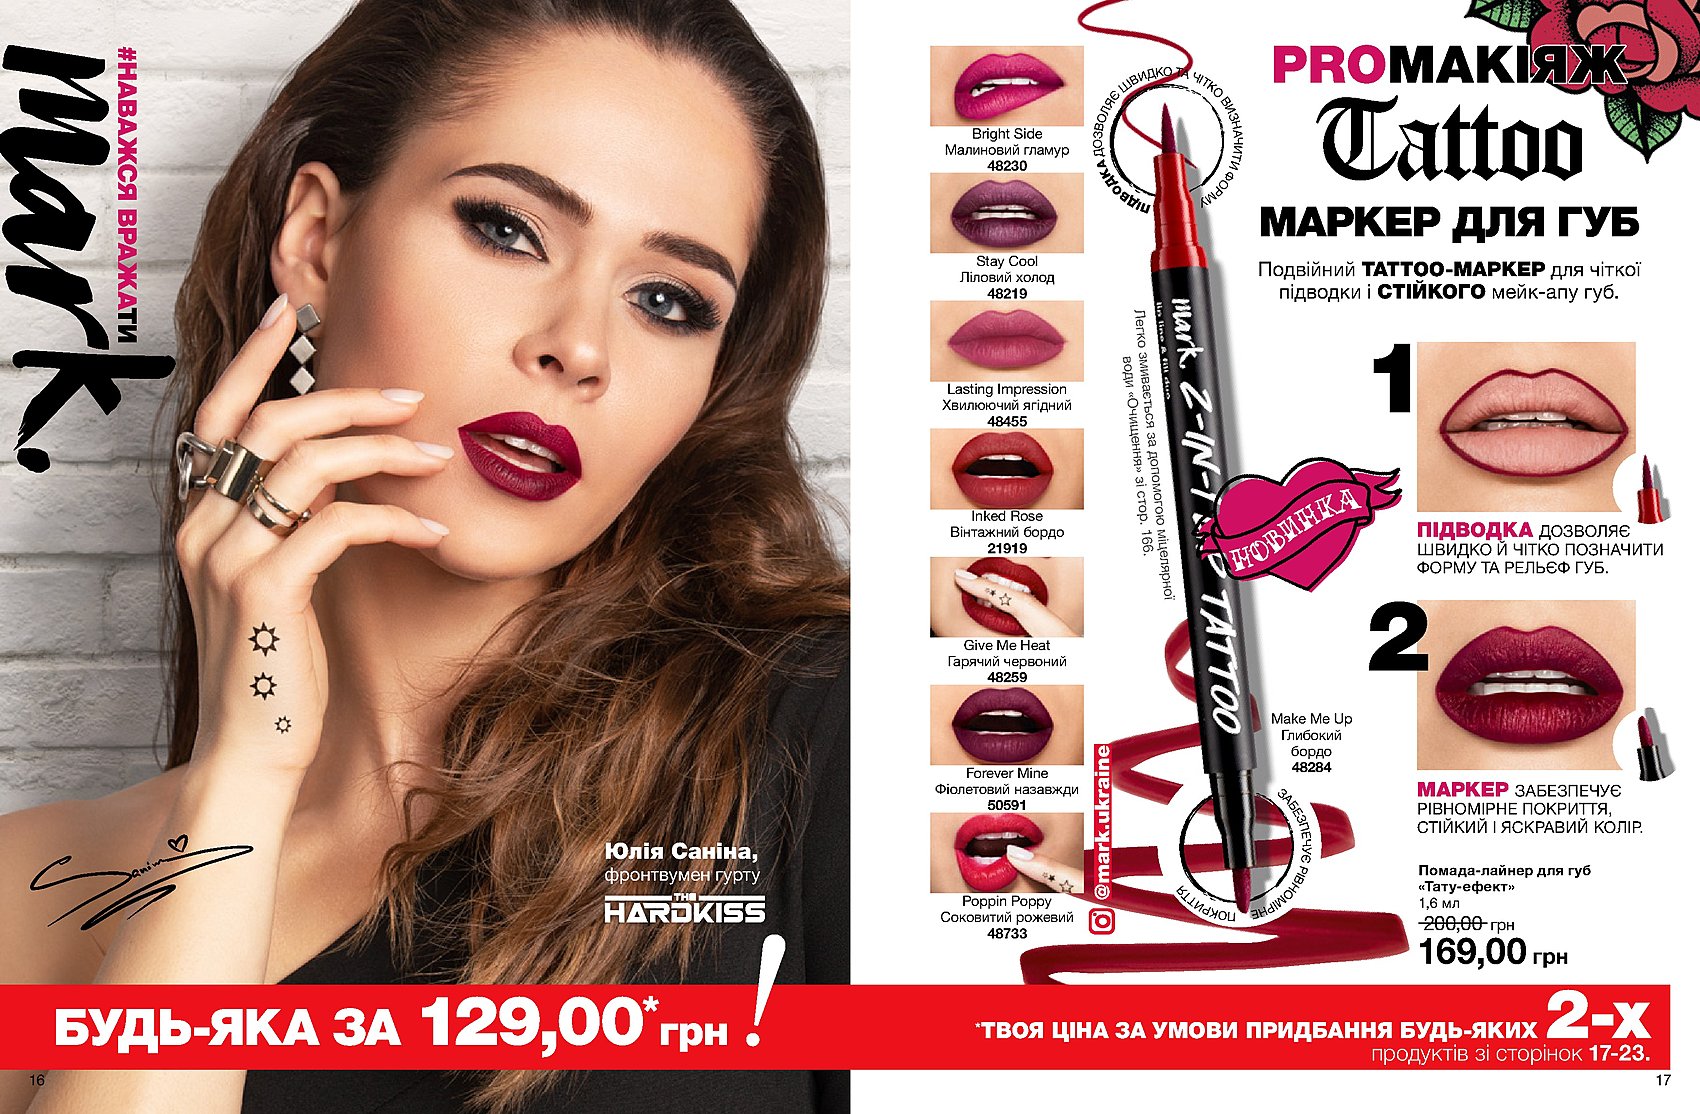 #НАВАЖСЯ ВРАЖАТИ
mark.
Юлія Саніна,
фронтвумен гурту
THE
HARDKISS
БУДЬ-ЯКА ЗА 129,00*грн!
16
Bright Side
Малиновий гламур
48230
Stay Cool
Ліловий холод
48219
Lasting Impression
Хвилюючий ягідний
48455
Inked Rose
Вінтажний бордо
21919
Give Me Heat
Гарячий червоний
48259
Forever Mine
Фіолетовий назавжди
50591
Poppin Poppy
Соковитий рожевий
48733
ПІДВОДКА ДОЗВОЛЯЄ ШВИДКО ТА ЧІТКО ВИЗНАЧИТИ ФОРМУ
Легко змивається за допомогою міцелярної
води «Очищення» зі стор. 166.
mark. 2-IN-1 TATTOO
lip line & fill duo
НОВИНКА
Make Me Up
Глибокий
бордо
48284
ЗАБЕЗПЕЧУЄ РІВНОМІРНЕ ПОКРИТТЯ
@mark.ukraine
PROМАКІЯЖ
Tattoo
МАРКЕР ДЛЯ ГУБ
Подвійний TATTOO-МАРКЕР для чіткої
підводки і СТІЙКОГО мейк-апу губ.
1
ПІДВОДКА ДОЗВОЛЯЄ
ШВИДКО Й ЧІТКО ПОЗНАЧИТИ
ФОРМУ ТА РЕЛЬЄФ ГУБ.
2
МАРКЕР ЗАБЕЗПЕЧУЄ
РІВНОМІРНЕ ПОКРИТТЯ,
СТІЙКИЙ І ЯСКРАВИЙ КОЛІР.
Помада-лайнер для губ
«Тату-ефект»
1,6 мл
200,00 грн
169,00 грн
*ТВОЯ ЦІНА ЗА УМОВИ ПРИДБАННЯ БУДЬ-ЯКИХ 2-х
продуктів зі сторінок 17-23.
17